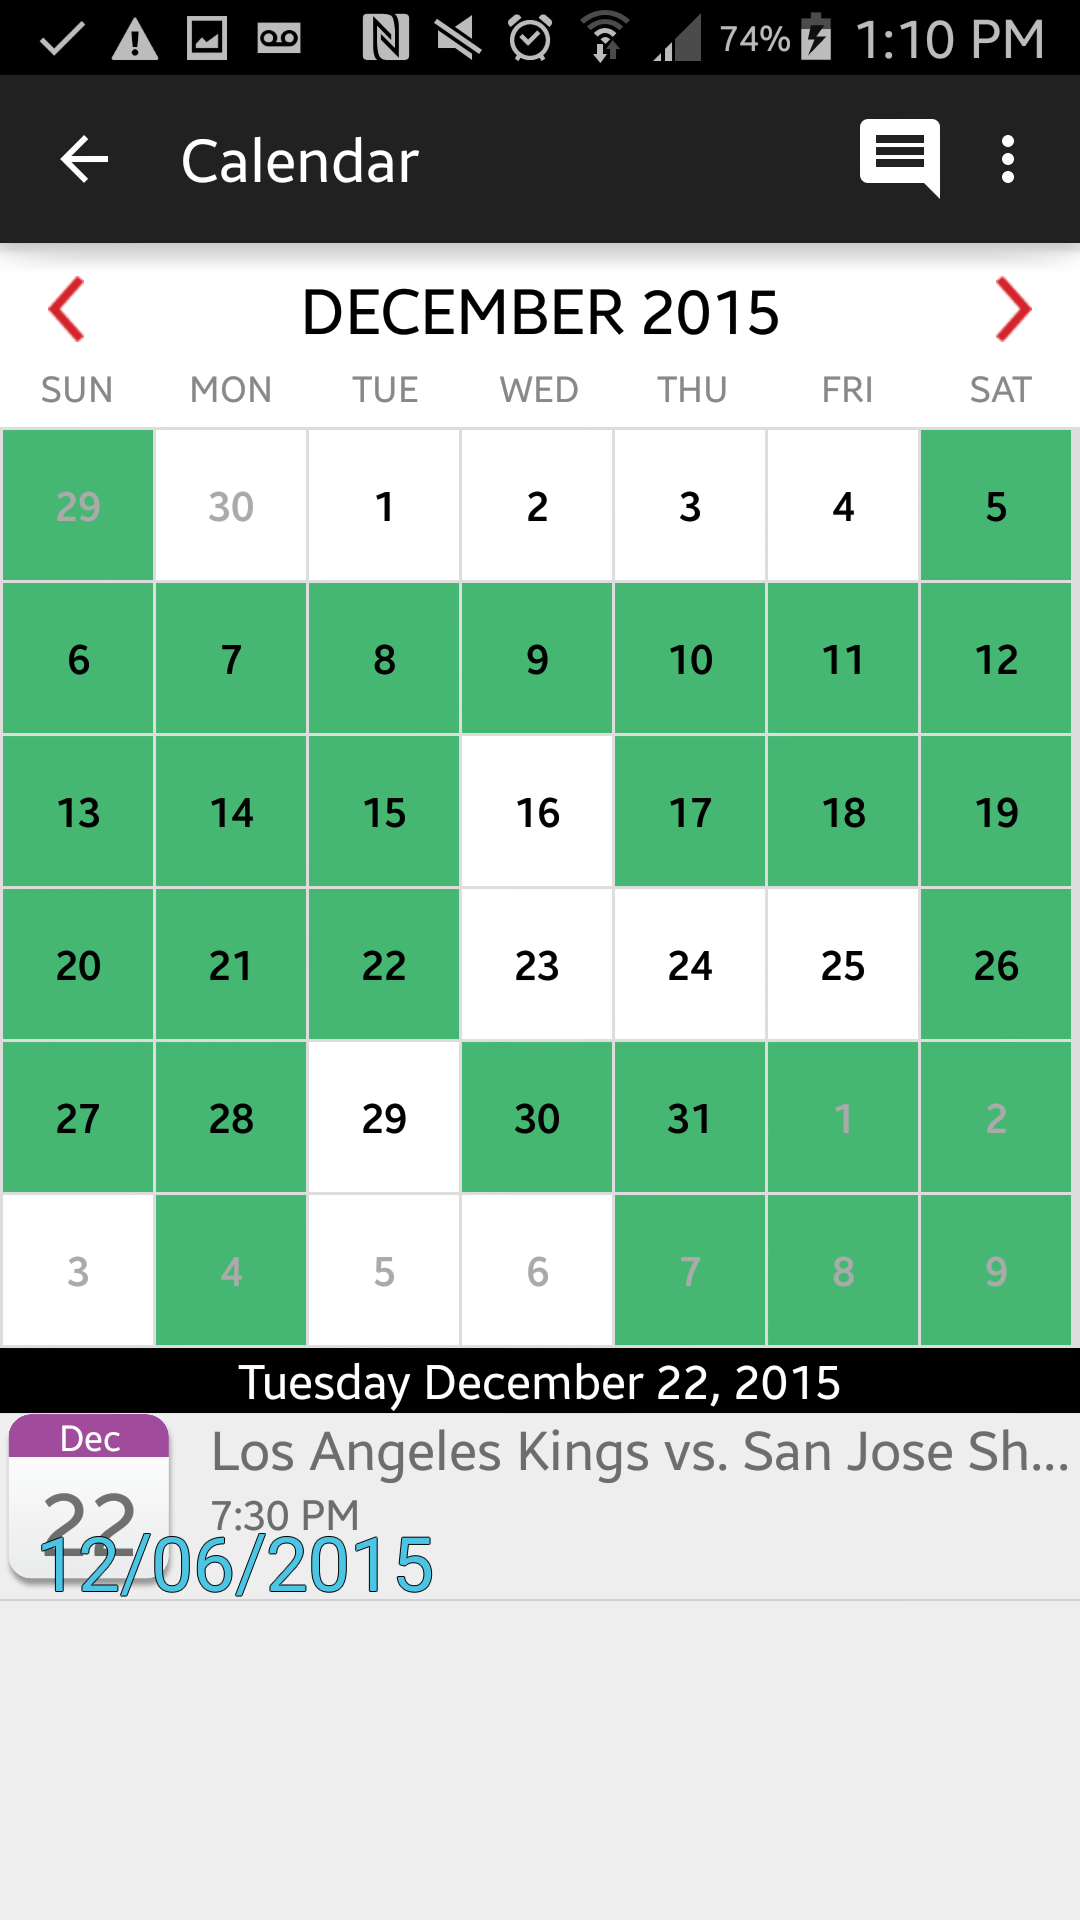 74% 1:10 PM
Calendar
DECEMBER 2015
SUN MON TUE WED THU FRI SAT
29 30 1 2 3 4 5
6 7 8 9 10 11 12
13 14 15 16 17 18 19
20 21 22 23 24 25 26
27 28 29 30 31 1 2
3 4 5 6 7 8 9
Tuesday December 22, 2015
Dec
22
Los Angeles Kings vs. San Jose Sh...
7:30 PM
12/06/2015